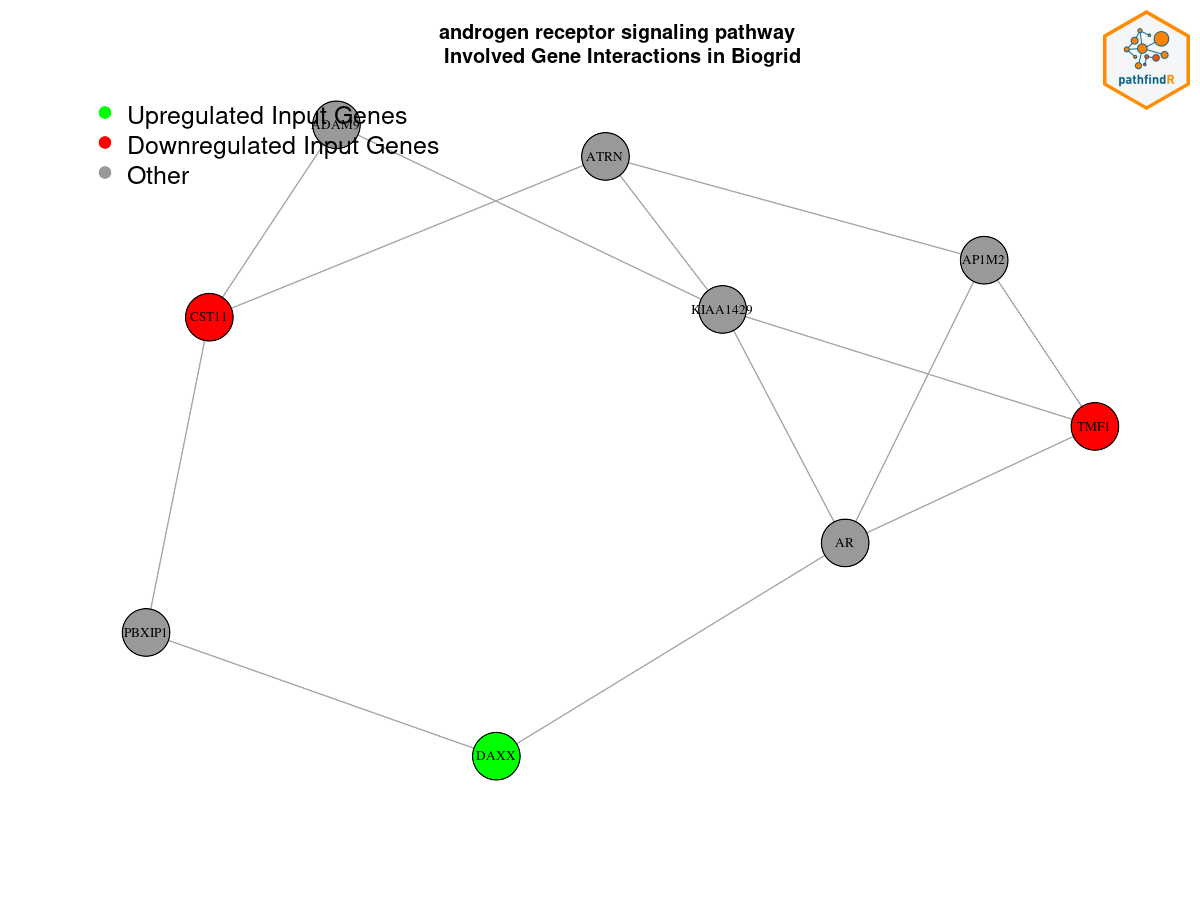 androgen receptor signaling pathway
Involved Gene Interactions in Biogrid
pathfindR
Upregulated Input Genes
ADAM9
Downregulated Input Genes
ATRN
Other
AP1M2
KIAA1429
CST11
TMF1
AR
PBXIP1
DAXX